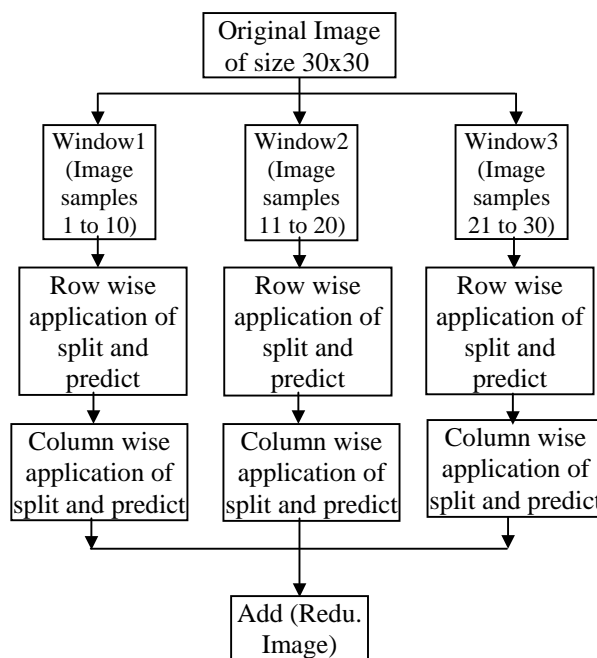 Original Image
of size 30x30
Window1
(Image
samples
1 to 10)
Window2
(Image
samples
11 to 20)
Window3
(Image
samples
21 to 30)
Row wise
application of
split and
predict
Row wise
application of
split and
predict
Row wise
application of
split and
predict
Column wise
application of
split and predict
Column wise
application of
split and predict
Column wise
application of
split and predict
Add (Redu.
Image)